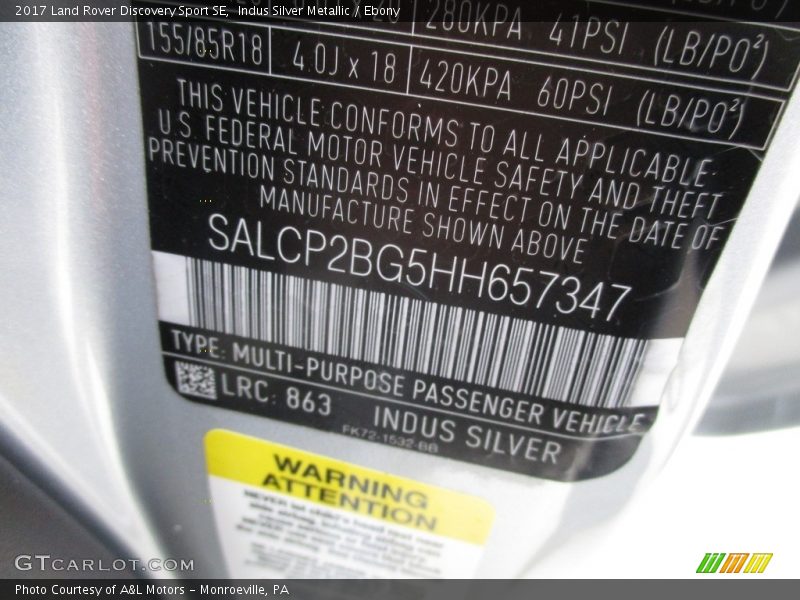 2017 Land Rover Discovery Sport SE, Indus Silver Metallic / Ebony
280KPA 41PSI (LB/PO²)
155/85R18 4.0J x 18 420KPA 60PSI (LB/PO²)
THIS VEHICLE CONFORMS TO ALL APPLICABLE
U.S. FEDERAL MOTOR VEHICLE SAFETY AND THEFT
PREVENTION STANDARDS IN EFFECT ON THE DATE OF
MANUFACTURE SHOWN ABOVE
SALCP2BG5HH657347
TYPE: MULTI-PURPOSE PASSENGER VEHICLE
LRC: 863 INDUS SILVER
FK72-1532-BB
WARNING
ATTENTION
GTCARLOT.COM
Photo Courtesy of A&L Motors - Monroeville, PA